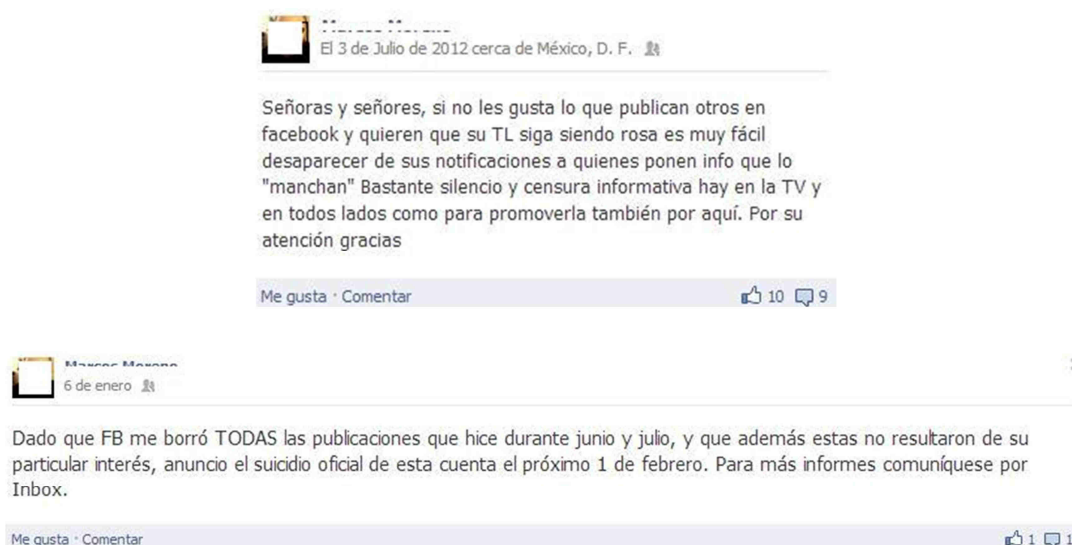 El 3 de Julio de 2012 cerca de México, D. F.
Señoras y señores, si no les gusta lo que publican otros en
facebook y quieren que su TL siga siendo rosa es muy fácil
desaparecer de sus notificaciones a quienes ponen info que lo
"manchan" Bastante silencio y censura informativa hay en la TV y
en todos lados como para promoverla también por aquí. Por su
atención gracias
Me gusta · Comentar 10 9
Marcos Moreno
6 de enero
Dado que FB me borró TODAS las publicaciones que hice durante junio y julio, y que además estas no resultaron de su
particular interés, anuncio el suicidio oficial de esta cuenta el próximo 1 de febrero. Para más informes comuníquese por
Inbox.
Me gusta · Comentar 1 1